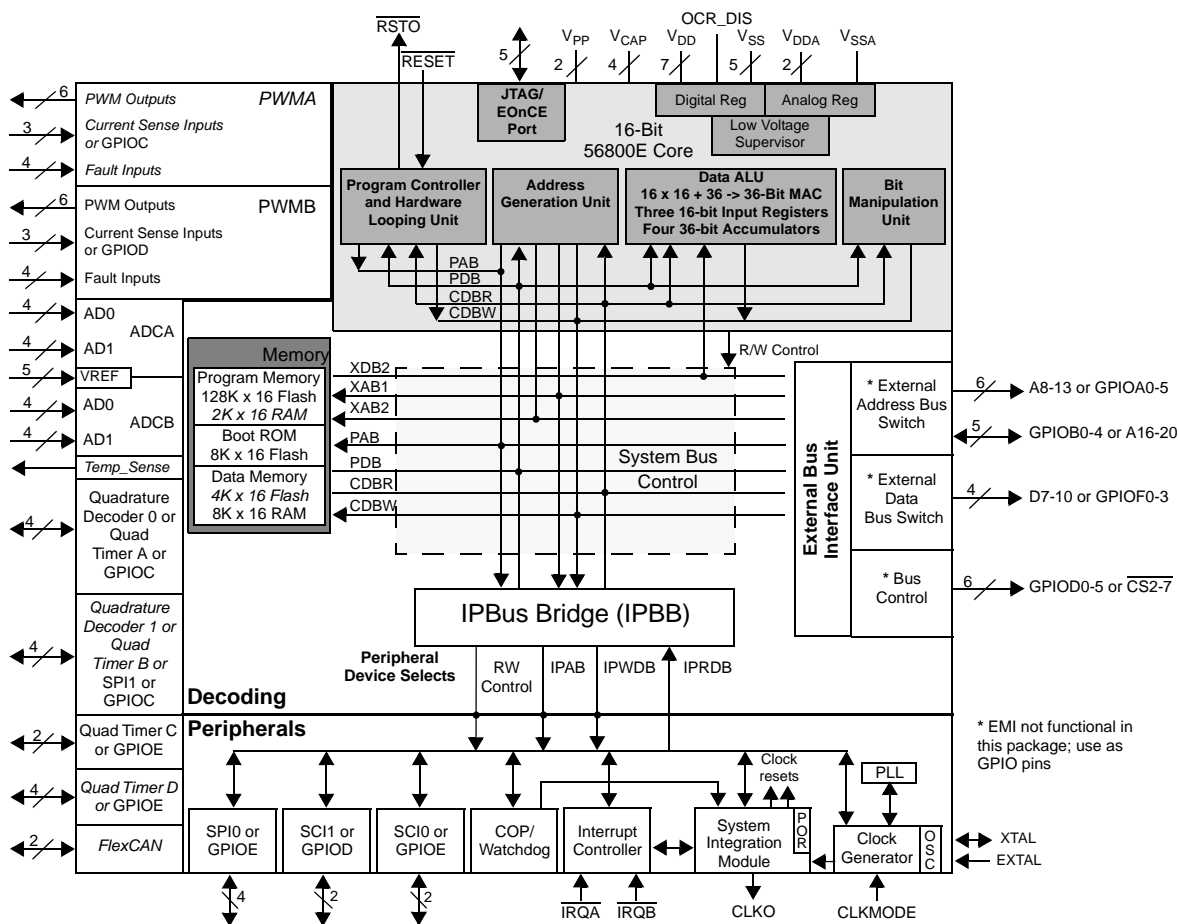 RSTO
RESET
5
VPP
2
VCAP
4
VDD
7
OCR_DIS
VSS
5
VDDA
2
VSSA
JTAG/
EOnCE
Port
Digital Reg
Analog Reg
Low Voltage
Supervisor
16-Bit
56800E Core
Program Controller
and Hardware
Looping Unit
Address
Generation Unit
Data ALU
16 x 16 + 36 -> 36-Bit MAC
Three 16-bit Input Registers
Four 36-bit Accumulators
Bit
Manipulation
Unit
PAB
PDB
CDBR
CDBW
6
PWM Outputs
PWMA
3
Current Sense Inputs
or GPIOC
4
Fault Inputs
6
PWM Outputs
PWMB
3
Current Sense Inputs
or GPIOD
4
Fault Inputs
4
AD0
ADCA
4
AD1
5
VREF
4
AD0
ADCB
4
AD1
Temp_Sense
4
Quadrature
Decoder 0 or
Quad
Timer A or
GPIOC
4
Quadrature
Decoder 1 or
Quad
Timer B or
SPI1 or
GPIOC
2
Quad Timer C
or GPIOE
4
Quad Timer D
or GPIOE
2
FlexCAN
Memory
Program Memory
128K x 16 Flash
2K x 16 RAM
Boot ROM
8K x 16 Flash
Data Memory
4K x 16 Flash
8K x 16 RAM
XDB2
XAB1
XAB2
PAB
PDB
CDBR
CDBW
System Bus
Control
R/W Control
External Bus
Interface Unit
* External
Address Bus
Switch
* External
Data
Bus Switch
* Bus
Control
6
A8-13 or GPIOA0-5
5
GPIOB0-4 or A16-20
4
D7-10 or GPIOF0-3
6
GPIOD0-5 or CS2-7
IPBus Bridge (IPBB)
Peripheral
Device Selects
RW
Control
IPAB
IPWDB
IPRDB
Decoding
Peripherals
* EMI not functional in
this package; use as
GPIO pins
Clock
resets
PLL
SPI0 or
GPIOE
SCI1 or
GPIOD
SCI0 or
GPIOE
COP/
Watchdog
Interrupt
Controller
System
Integration
Module
POR
Clock
Generator
OSC
XTAL
EXTAL
4
2
2
IRQA
IRQB
CLKO
CLKMODE